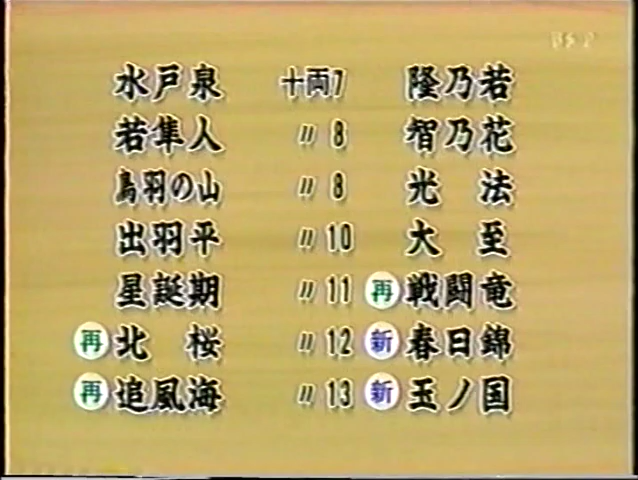 BS 2
水戸泉 十両7 隆乃若
若隼人 〃8 智乃花
鳥羽の山 〃8 光法
出羽平 〃10 大至
星誕期 〃11 再 戦闘竜
再 北桜 〃12 新 春日錦
再 追風海 〃13 新 玉ノ国